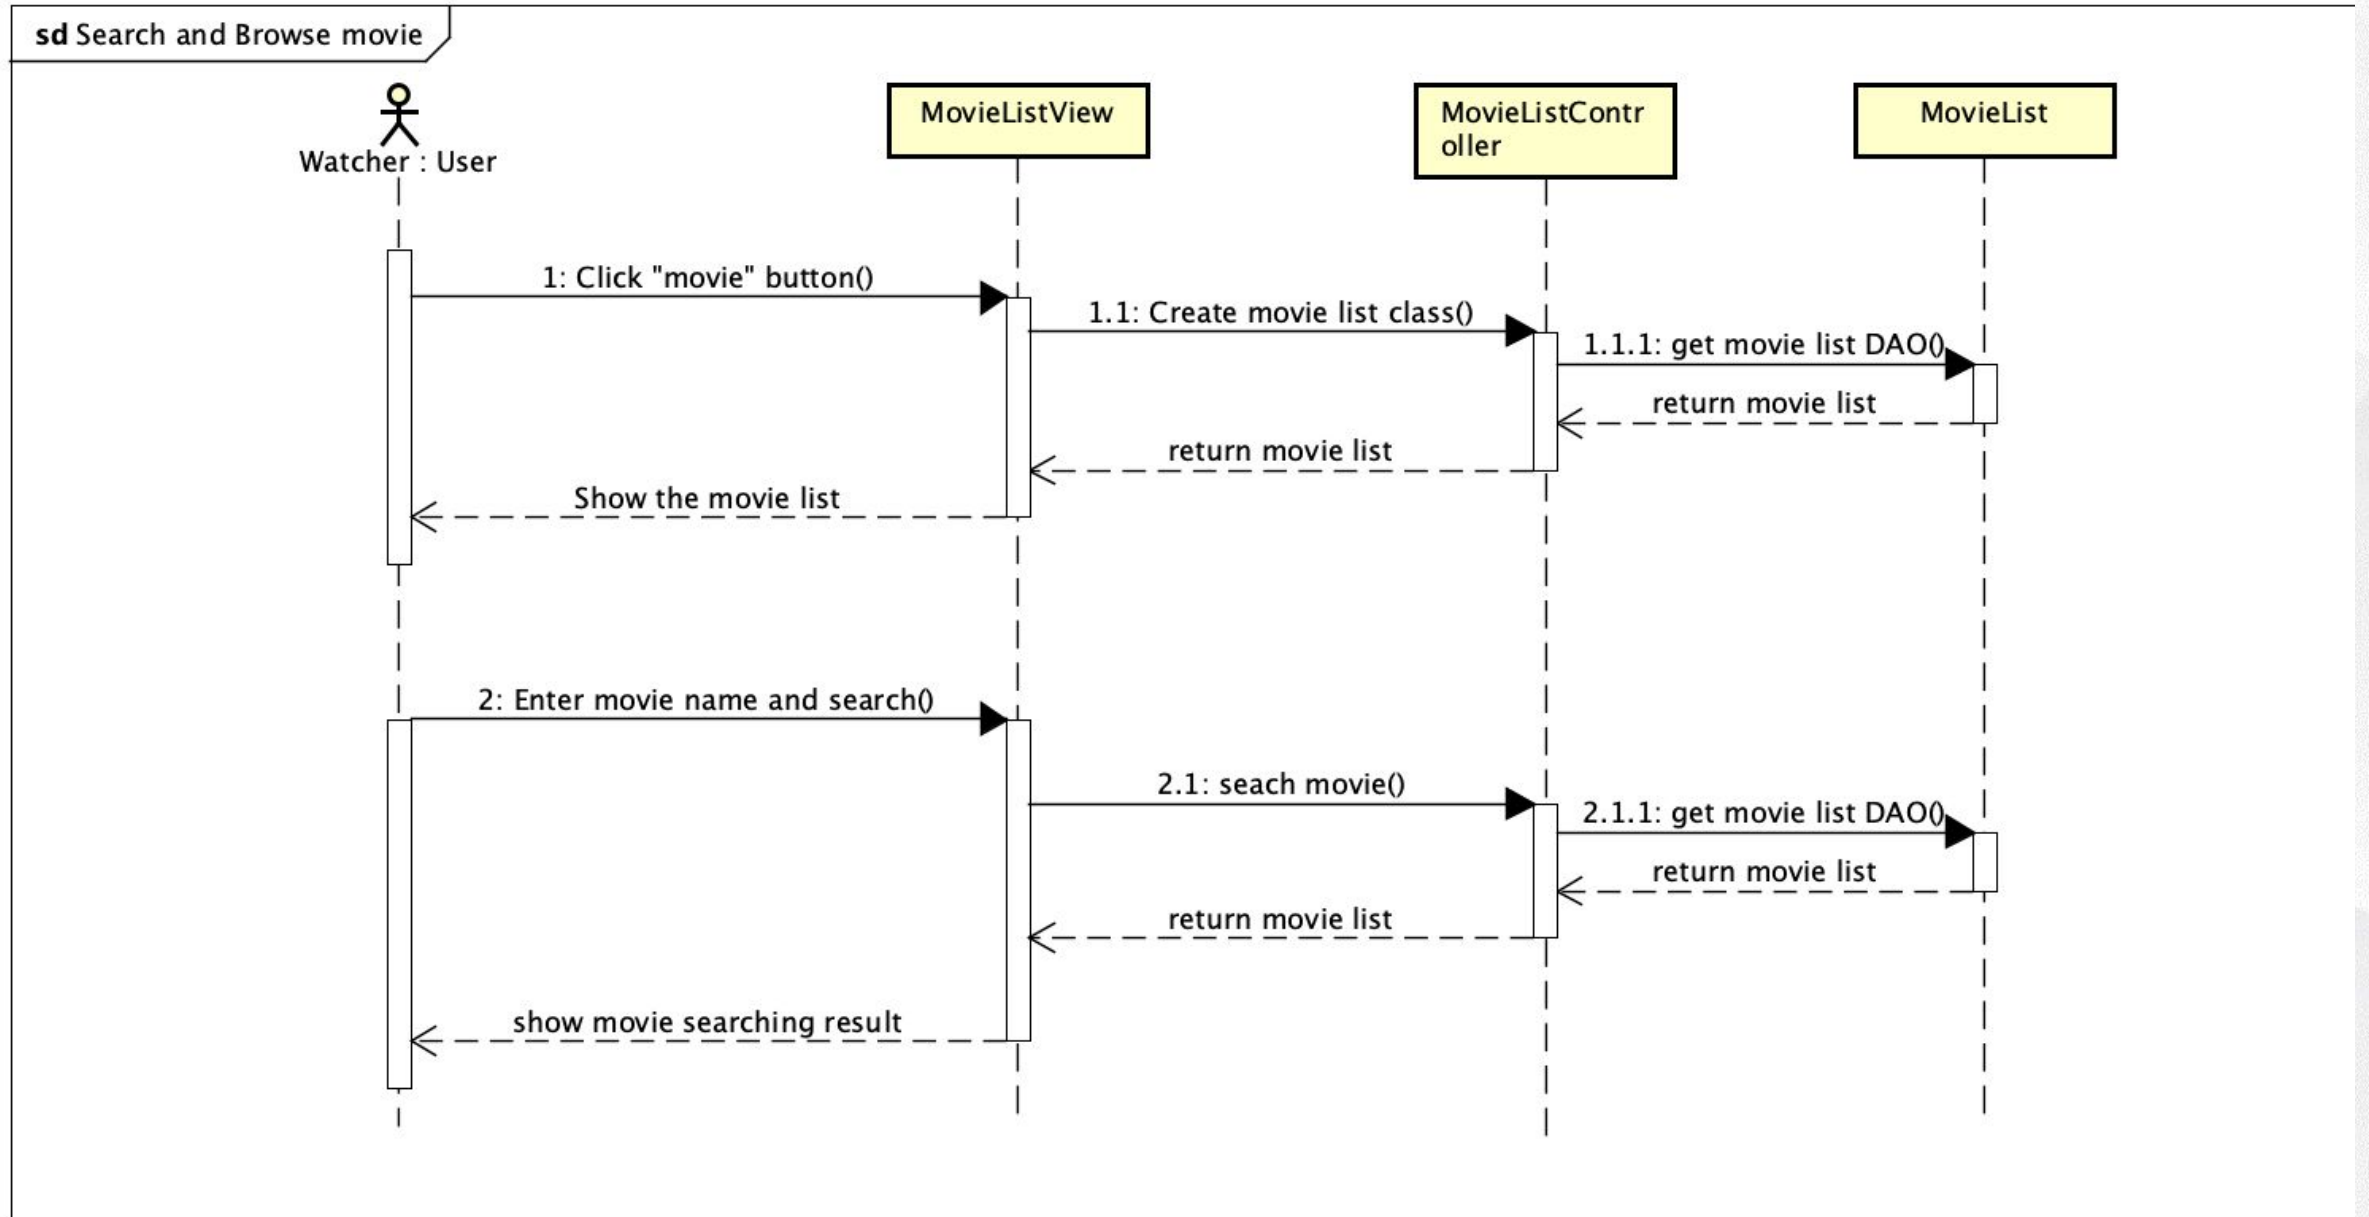 sd Search and Browse movie
Watcher : User
MovieListView
MovieListContr
oller
MovieList
1: Click "movie" button()
1.1: Create movie list class()
1.1.1: get movie list DAO()
return movie list
return movie list
Show the movie list
2: Enter movie name and search()
2.1: seach movie()
2.1.1: get movie list DAO()
return movie list
return movie list
show movie searching result